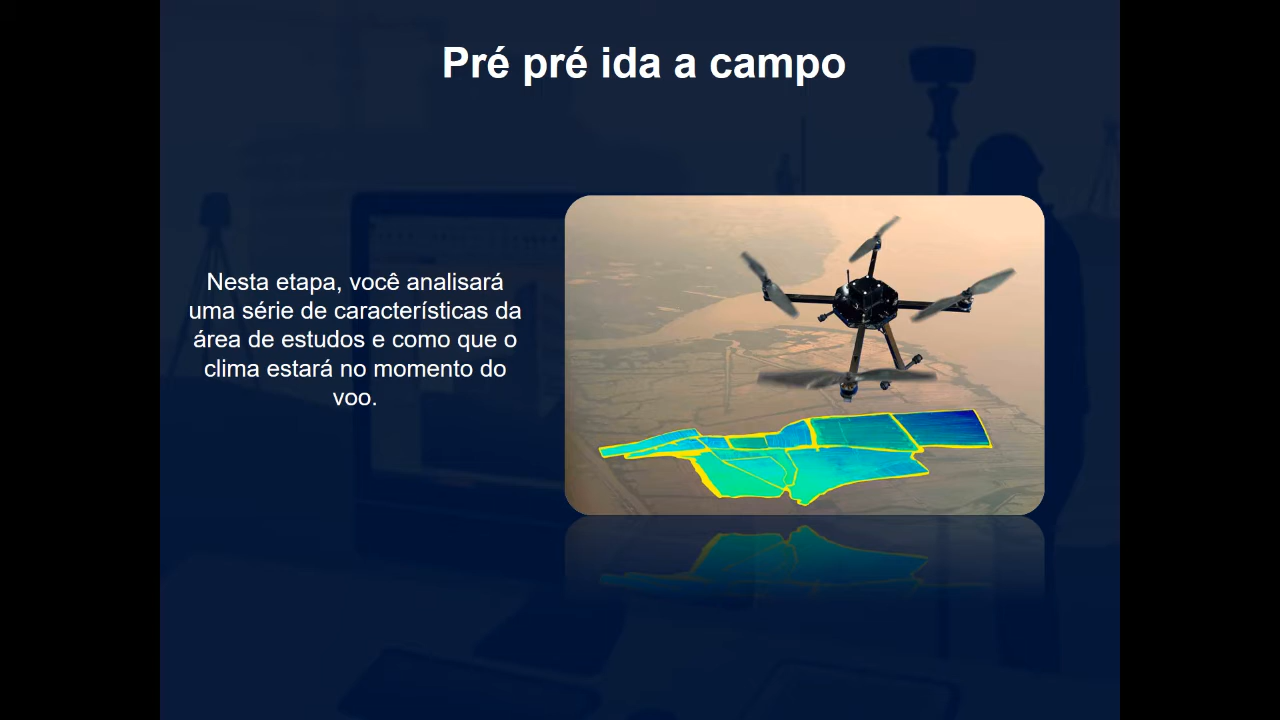 Pré pré ida a campo
Nesta etapa, você analisará
uma série de características da
área de estudos e como que o
clima estará no momento do
voo.